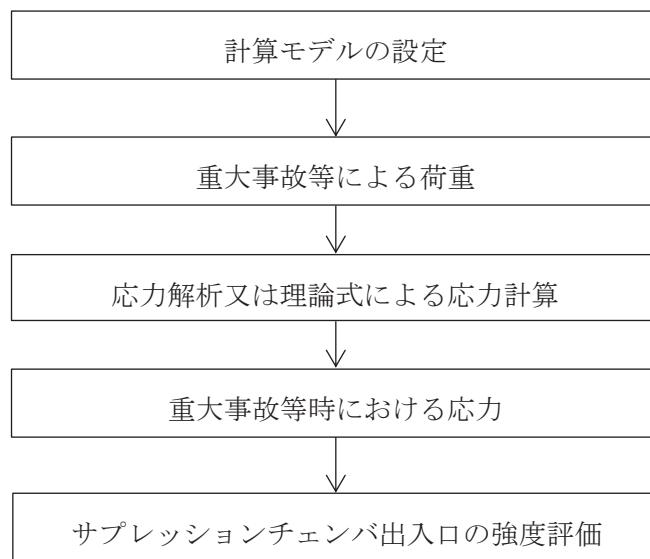 計算モデルの設定
重大事故等による荷重
応力解析又は理論式による応力計算
重大事故等時における応力
サプレッションチェンバ出入口の強度評価